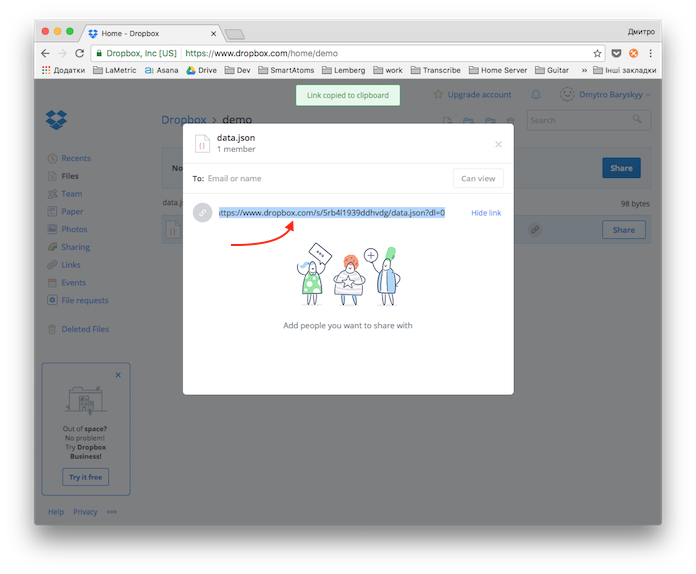 Home - Dropbox
Дмитро
Dropbox, Inc [US] https://www.dropbox.com/home/demo
Додатки LaMetric Asana Drive Dev SmartAtoms Lemberg work Transcribe Home Server Guitar » Інші закладки
Link copied to clipboard
Upgrade account
Dmytro Baryskyy
Dropbox > demo
Search
data.json
1 member
Recents
Files
Team
Paper
Photos
Sharing
Links
Events
File requests
Deleted Files
No
Share
To: Email or name
Can view
data.js
98 bytes
ttps://www.dropbox.com/s/5rb4l1939ddhvdg/data.json?dl=0
Hide link
Share
Add people you want to share with
Out of space?
No problem!
Try Dropbox
Business!
Try it free
Help Privacy